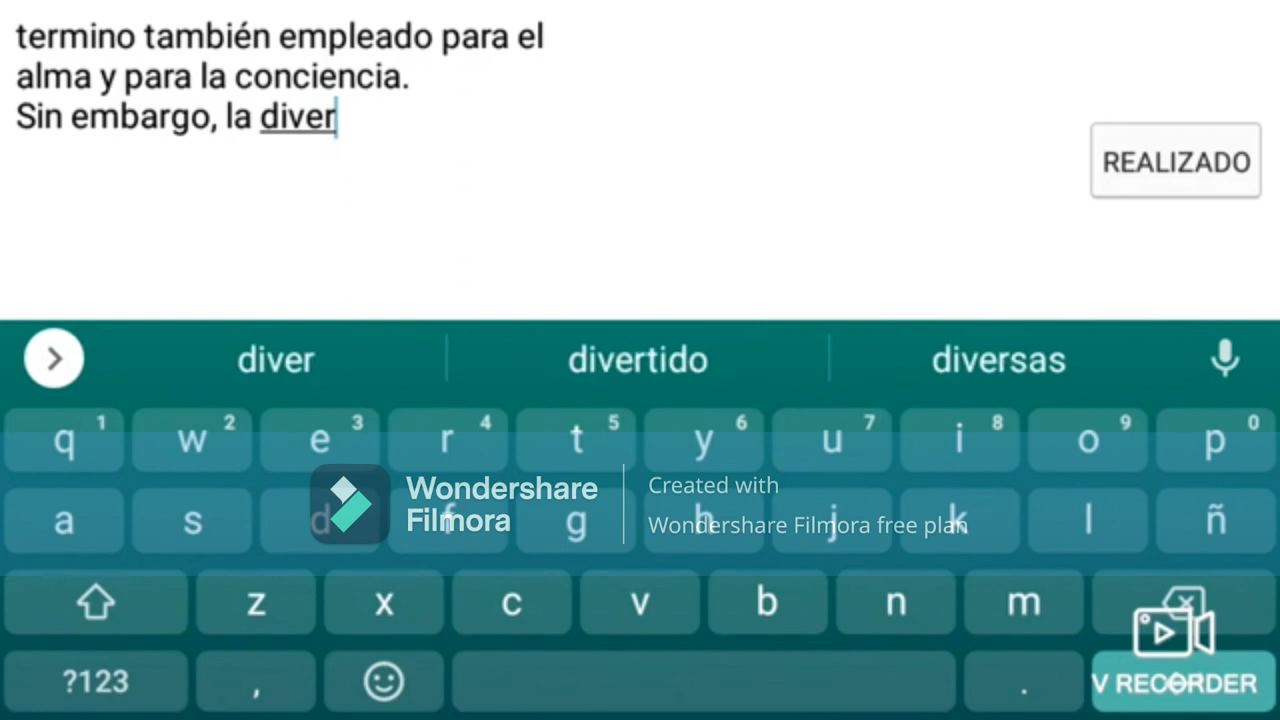 termino también empleado para el
alma y para la conciencia.
Sin embargo, la diver
REALIZADO
diver divertido diversas
q 1 w 2 e 3 r 4 t 5 y 6 u 7 i 8 o 9 p 0
Wondershare Filmora
Created with
Wondershare Filmora free plan
a s d f g h j k l ñ
z x c v b n m
?123 , .
V RECORDER